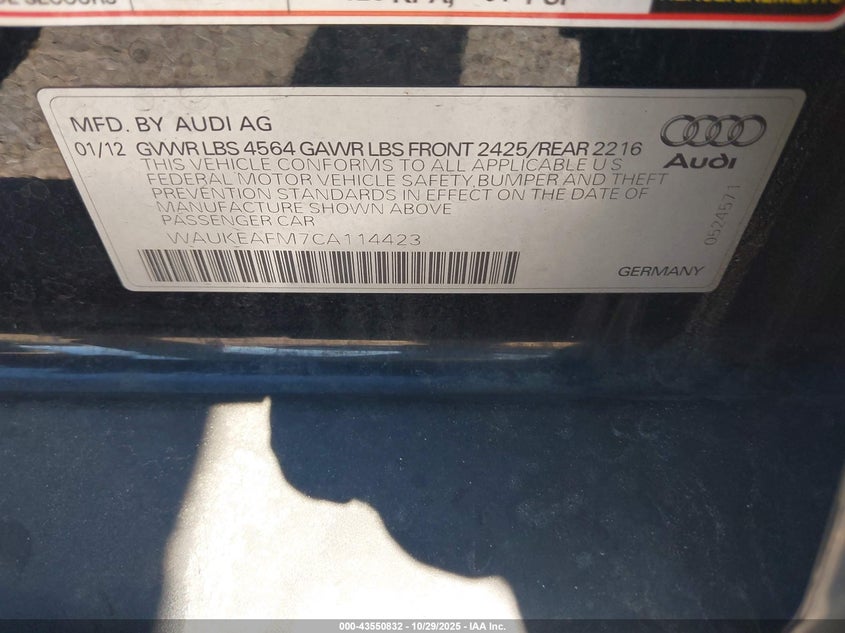 MFD. BY AUDI AG
01/12 GVWR LBS 4564 GAWR LBS FRONT 2425/REAR 2216
THIS VEHICLE CONFORMS TO ALL APPLICABLE U S
FEDERAL MOTOR VEHICLE SAFETY, BUMPER AND THEFT
PREVENTION STANDARDS IN EFFECT ON THE DATE OF
MANUFACTURE SHOWN ABOVE
PASSENGER CAR
WAUKEAFM7CA114423
Audi
0524571
GERMANY
000-43550832 - 10/29/2025 - IAA Inc.